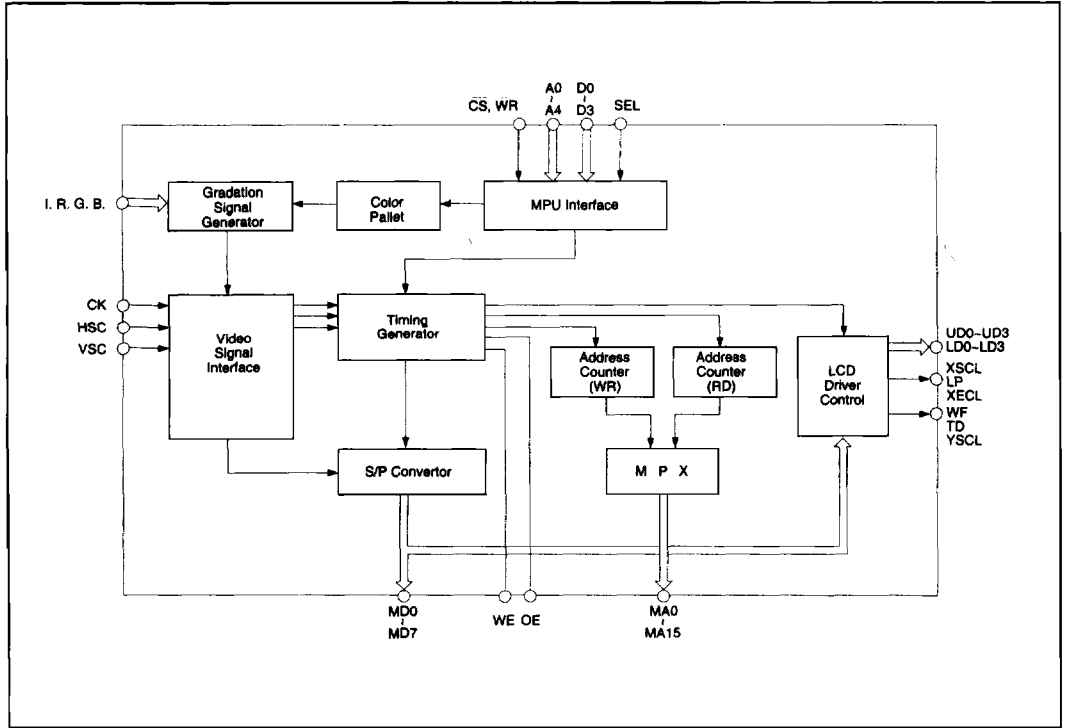 A0 D0
~ ~
CS, WR A4 D3 SEL
I. R. G. B.
Gradation
Signal
Generator
Color
Pallet
MPU Interface
CK
HSC
VSC
Video
Signal
Interface
Timing
Generator
Address
Counter
(WR)
Address
Counter
(RD)
LCD
Driver
Control
UD0~UD3
LD0~LD3
XSCL
LP
XECL
WF
TD
YSCL
S/P Convertor
M P X
MD0
~
MD7
WE OE
MA0
~
MA15